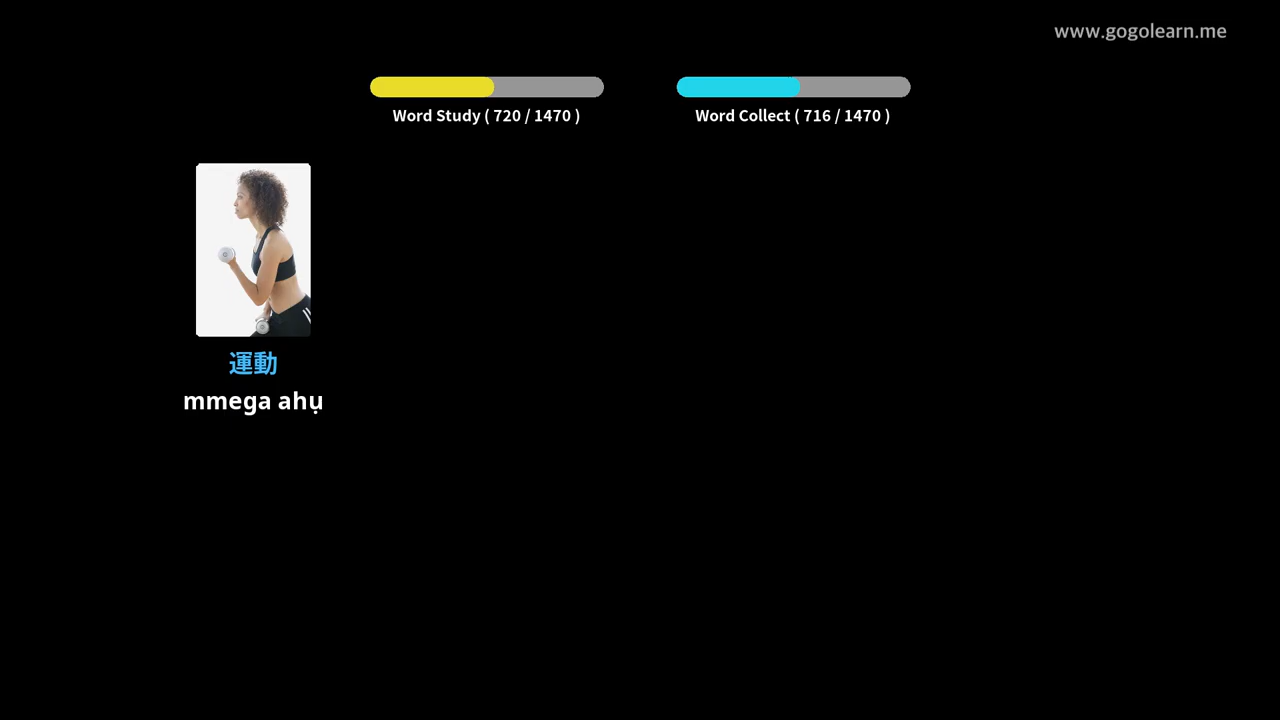 www.gogolearn.me
Word Study ( 720 / 1470 )
Word Collect ( 716 / 1470 )
運動
mmega ahụ